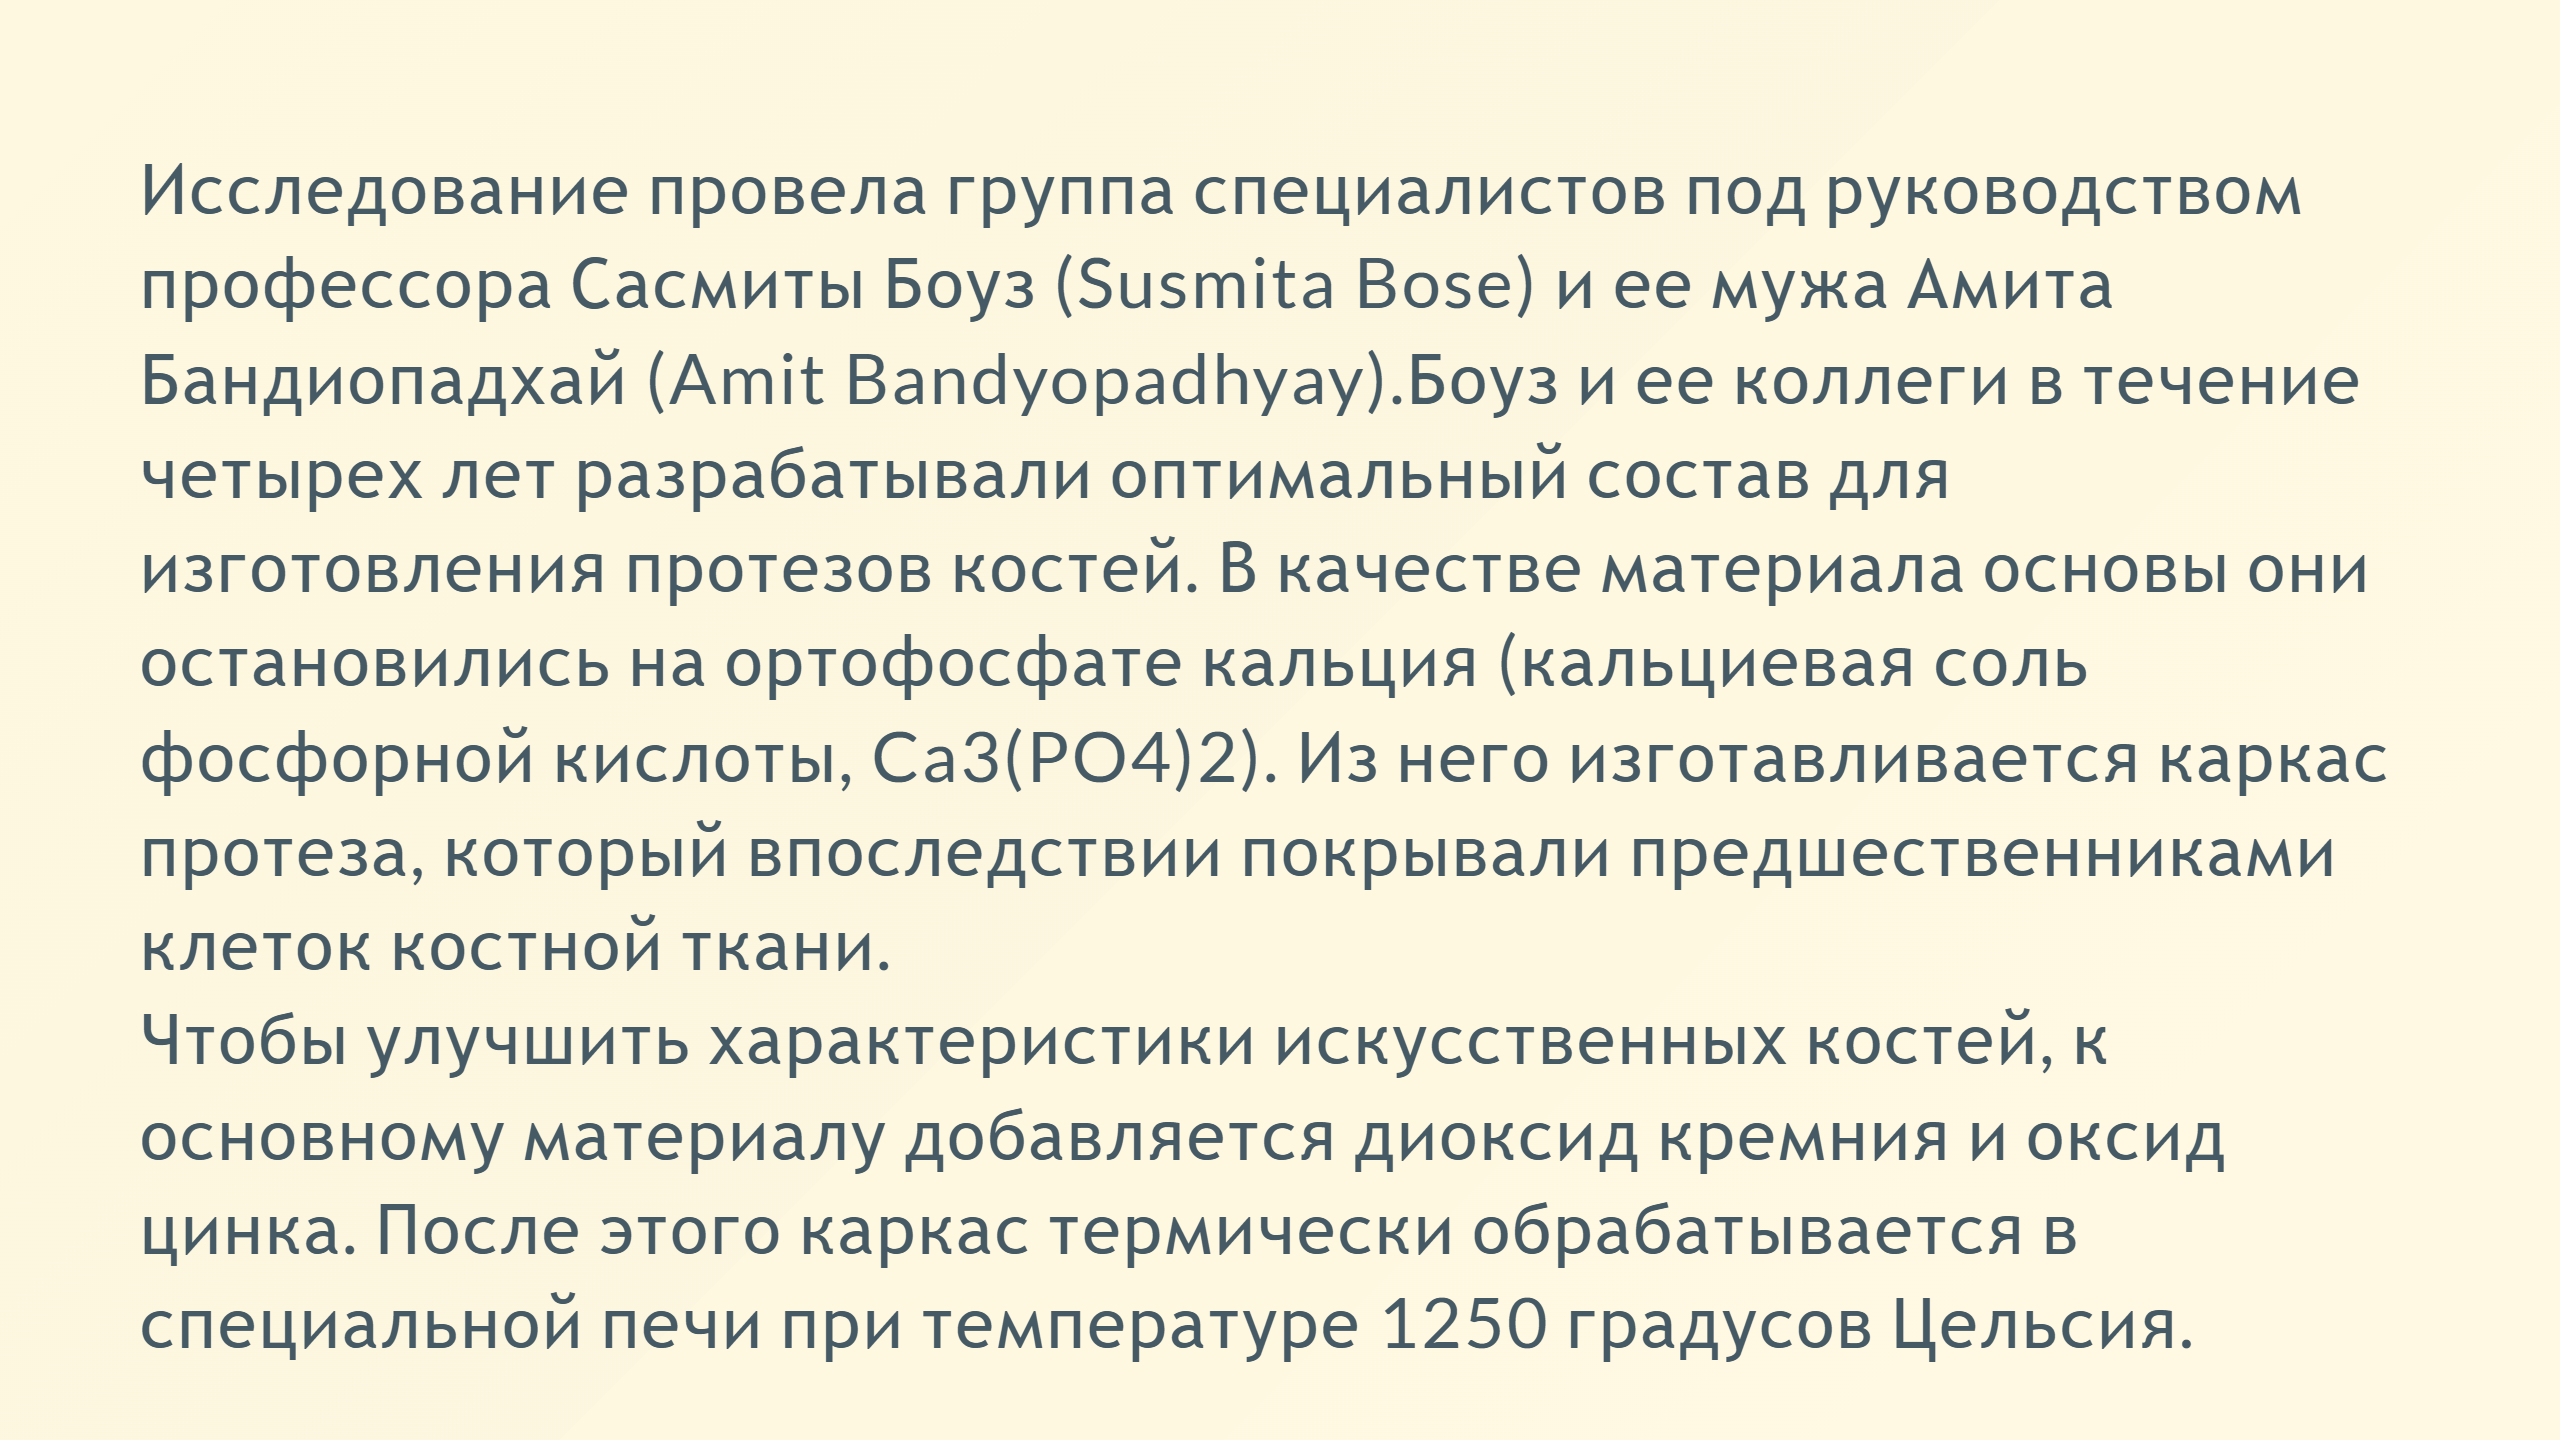 Исследование провела группа специалистов под руководством
профессора Сасмиты Боуз (Susmita Bose) и ее мужа Амита
Бандиопадхай (Amit Bandyopadhyay).Боуз и ее коллеги в течение
четырех лет разрабатывали оптимальный состав для
изготовления протезов костей. В качестве материала основы они
остановились на ортофосфате кальция (кальциевая соль
фосфорной кислоты, Ca3(PO4)2). Из него изготавливается каркас
протеза, который впоследствии покрывали предшественниками
клеток костной ткани.
Чтобы улучшить характеристики искусственных костей, к
основному материалу добавляется диоксид кремния и оксид
цинка. После этого каркас термически обрабатывается в
специальной печи при температуре 1250 градусов Цельсия.